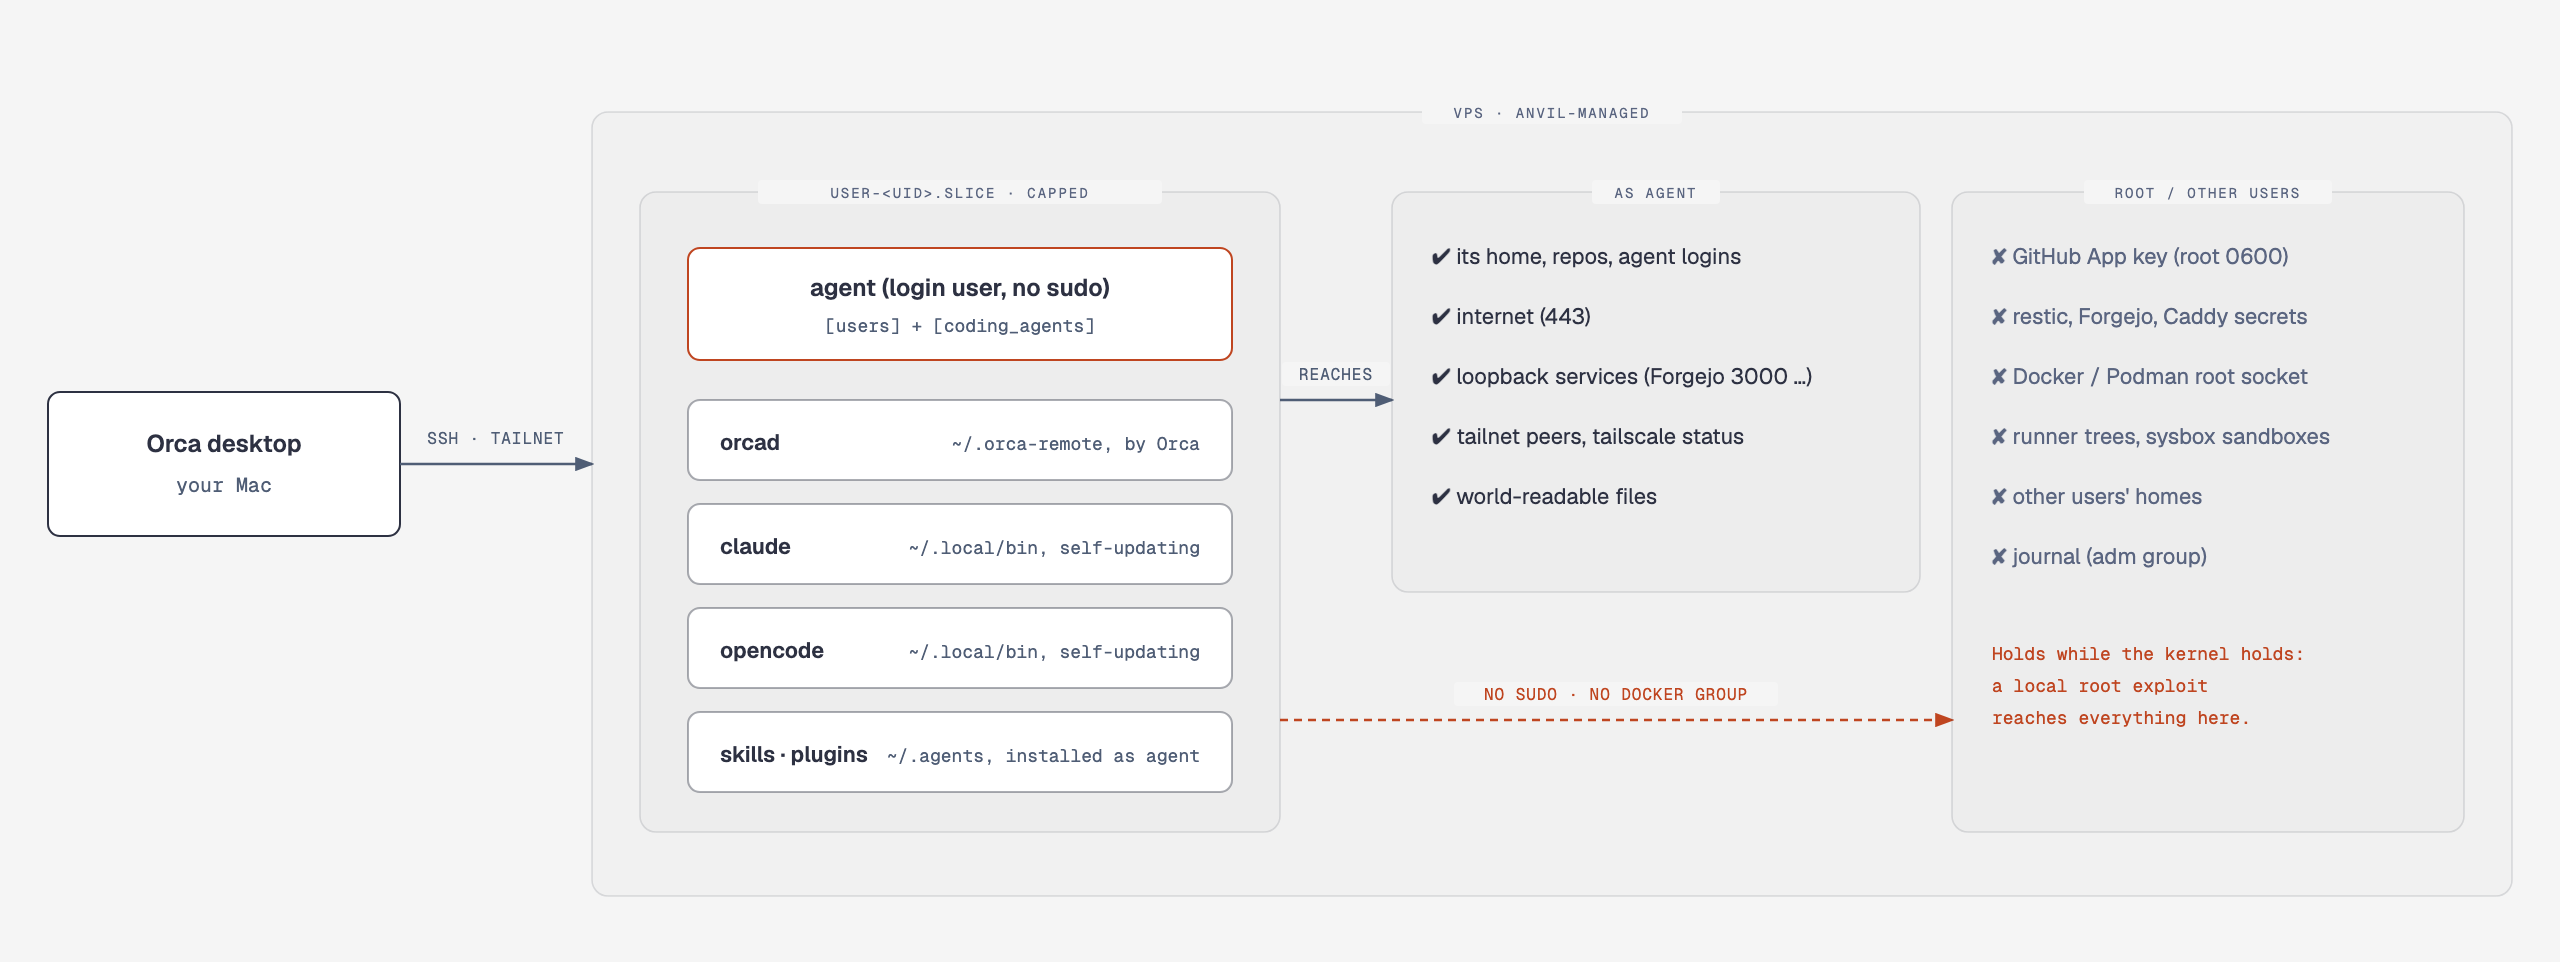 VPS · ANVIL-MANAGED
USER-<UID>.SLICE · CAPPED
AS AGENT
ROOT / OTHER USERS
Orca desktop
your Mac
SSH · TAILNET
agent (login user, no sudo)
[users] + [coding_agents]
orcad ~/.orca-remote, by Orca
claude ~/.local/bin, self-updating
opencode ~/.local/bin, self-updating
skills · plugins ~/.agents, installed as agent
REACHES
✔ its home, repos, agent logins
✔ internet (443)
✔ loopback services (Forgejo 3000 …)
✔ tailnet peers, tailscale status
✔ world-readable files
NO SUDO · NO DOCKER GROUP
✘ GitHub App key (root 0600)
✘ restic, Forgejo, Caddy secrets
✘ Docker / Podman root socket
✘ runner trees, sysbox sandboxes
✘ other users' homes
✘ journal (adm group)
Holds while the kernel holds:
a local root exploit
reaches everything here.